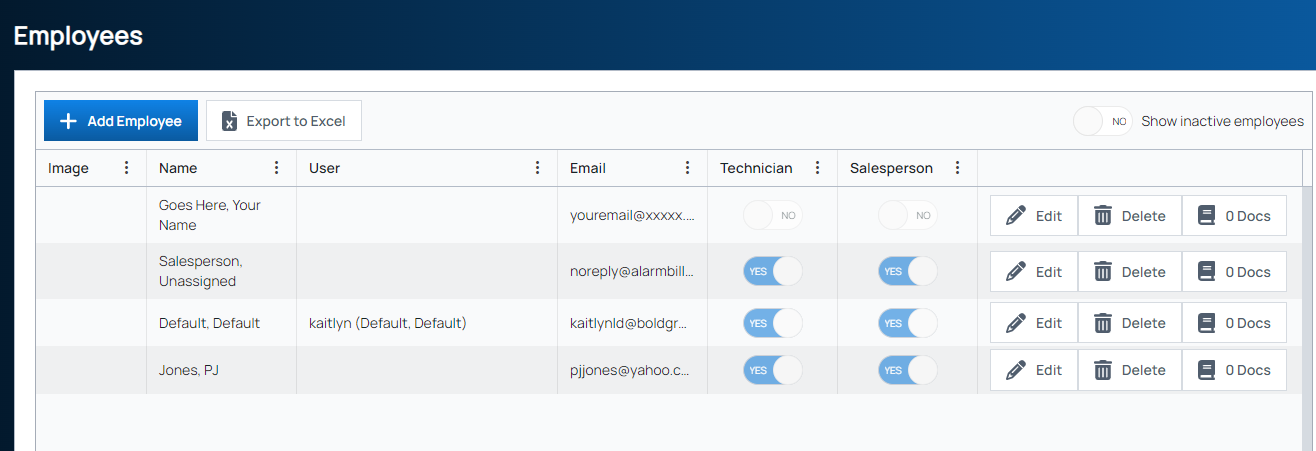 Employees
Add Employee Export to Excel NO Show inactive employees
Image Name User Email Technician Salesperson
Goes Here, Your
Name youremail@xxxxx.... NO NO Edit Delete 0 Docs
Salesperson,
Unassigned noreply@alarmbill... YES YES Edit Delete 0 Docs
Default, Default kaitlyn (Default, Default) kaitlynld@boldgr... YES YES Edit Delete 0 Docs
Jones, PJ pjjones@yahoo.c... YES YES Edit Delete 0 Docs